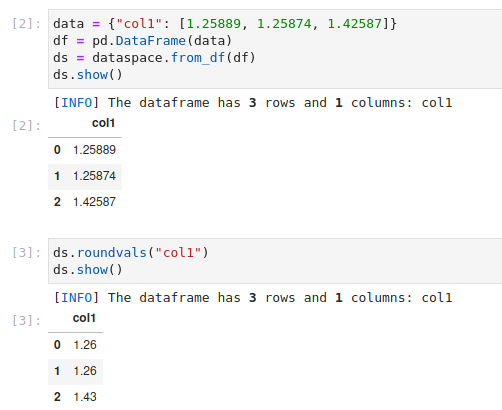 [2]: data = {"col1": [1.25889, 1.25874, 1.42587]}
df = pd.DataFrame(data)
ds = dataspace.from_df(df)
ds.show()
[INFO] The dataframe has 3 rows and 1 columns: col1
[2]: col1
0 1.25889
1 1.25874
2 1.42587
[3]: ds.roundvals("col1")
ds.show()
[INFO] The dataframe has 3 rows and 1 columns: col1
[3]: col1
0 1.26
1 1.26
2 1.43